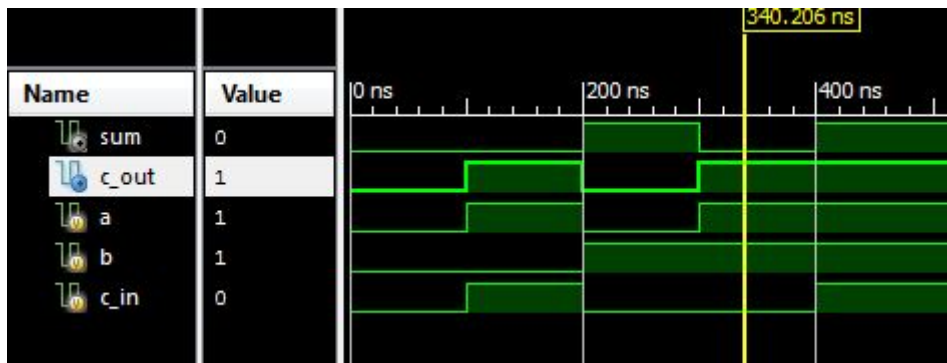 340.206 ns
Name Value 0 ns 200 ns 400 ns
sum 0
c_out 1
a 1
b 1
c_in 0